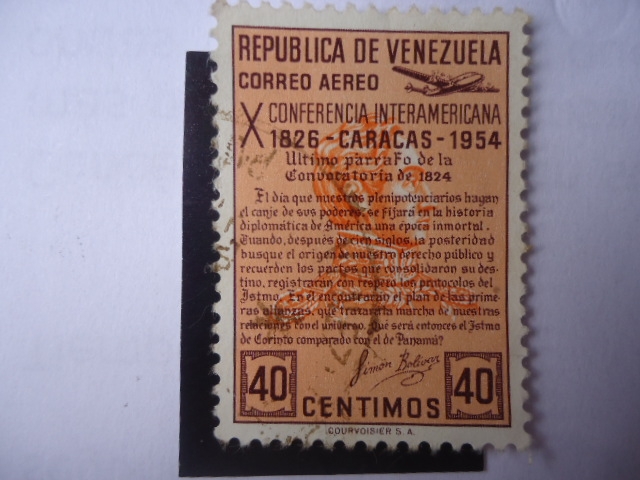 REPUBLICA DE VENEZUELA
CORREO AEREO
X CONFERENCIA INTERAMERICANA
1826 - CARACAS - 1954
Ultimo parrafo de la
Convocatoria de 1824
El día que nuestros plenipotenciarios hagan
el canje de sus poderes, se fijará en la historia
diplomática de América una época inmortal.
Cuando, después de cien siglos, la posteridad
busque el origen de nuestro derecho público y
recuerden los pactos que consolidaron su des-
tino, registrarán con respeto los protocolos del
Istmo. En él encontrarán el plan de las prime-
ras alianzas, que trazará la marcha de nuestras
relaciones con el universo. Qué será entonces el Istmo
de Corinto comparado con el de Panamá?
Simón Bolívar
40 CENTIMOS 40
COURVOISIER S. A.